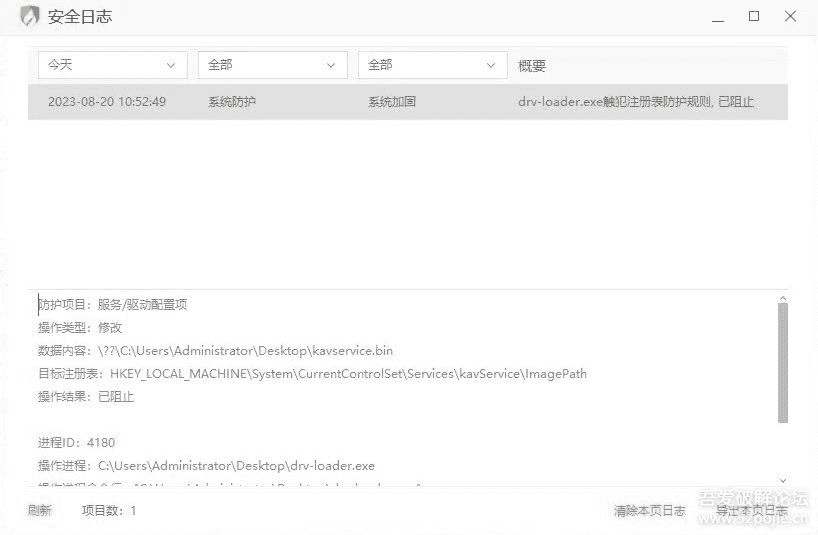 安全日志
今天 全部 全部 概要
2023-08-20 10:52:49 系统防护 系统加固 drv-loader.exe触犯注册表防护规则, 已阻止
防护项目：服务/驱动配置项
操作类型：修改
数据内容：\??\C:\Users\Administrator\Desktop\kavservice.bin
目标注册表：HKEY_LOCAL_MACHINE\System\CurrentControlSet\Services\kavService\ImagePath
操作结果：已阻止
进程ID：4180
操作进程：C:\Users\Administrator\Desktop\drv-loader.exe
刷新 项目数：1 清除本页日志 导出本页日志
吾爱破解论坛
www.52pojie.cn